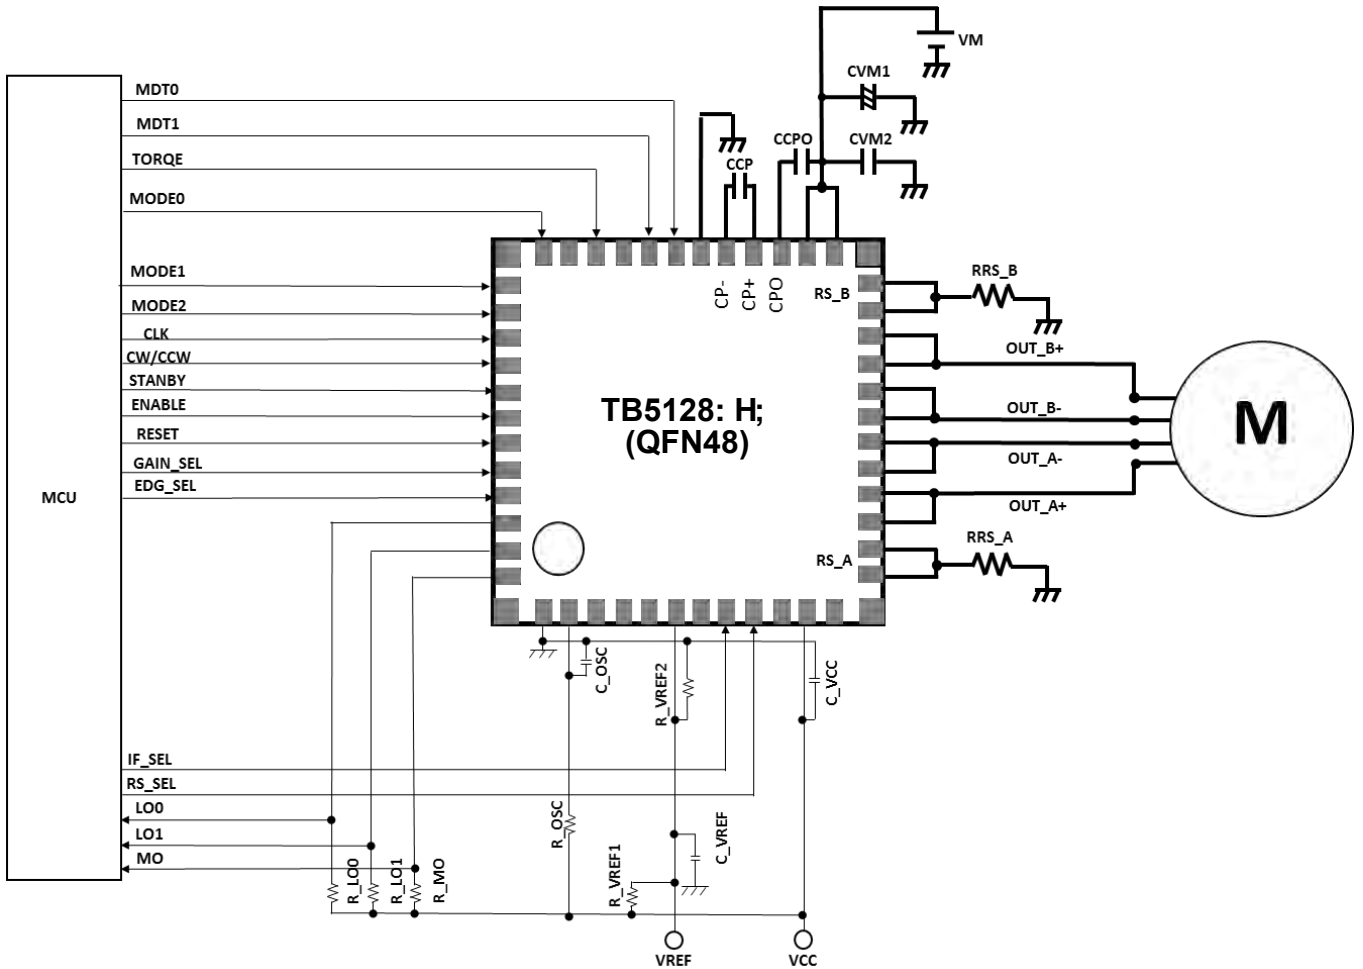 VM
CVM1
MDT0
MDT1
CCPO
CVM2
TORQE
CCP
MODE0
MODE1
RRS_B
CP-
CP+
CPO
RS_B
MODE2
CLK
OUT_B+
CW/CCW
STANBY
ENABLE
TB5128: H;
(QFN48)
OUT_B-
M
RESET
GAIN_SEL
OUT_A-
EDG_SEL
MCU
OUT_A+
RRS_A
RS_A
C_OSC
R_VREF2
C_VCC
IF_SEL
RS_SEL
LO0
R_OSC
LO1
C_VREF
MO
R_LO0
R_LO1
R_MO
R_VREF1
VREF
VCC